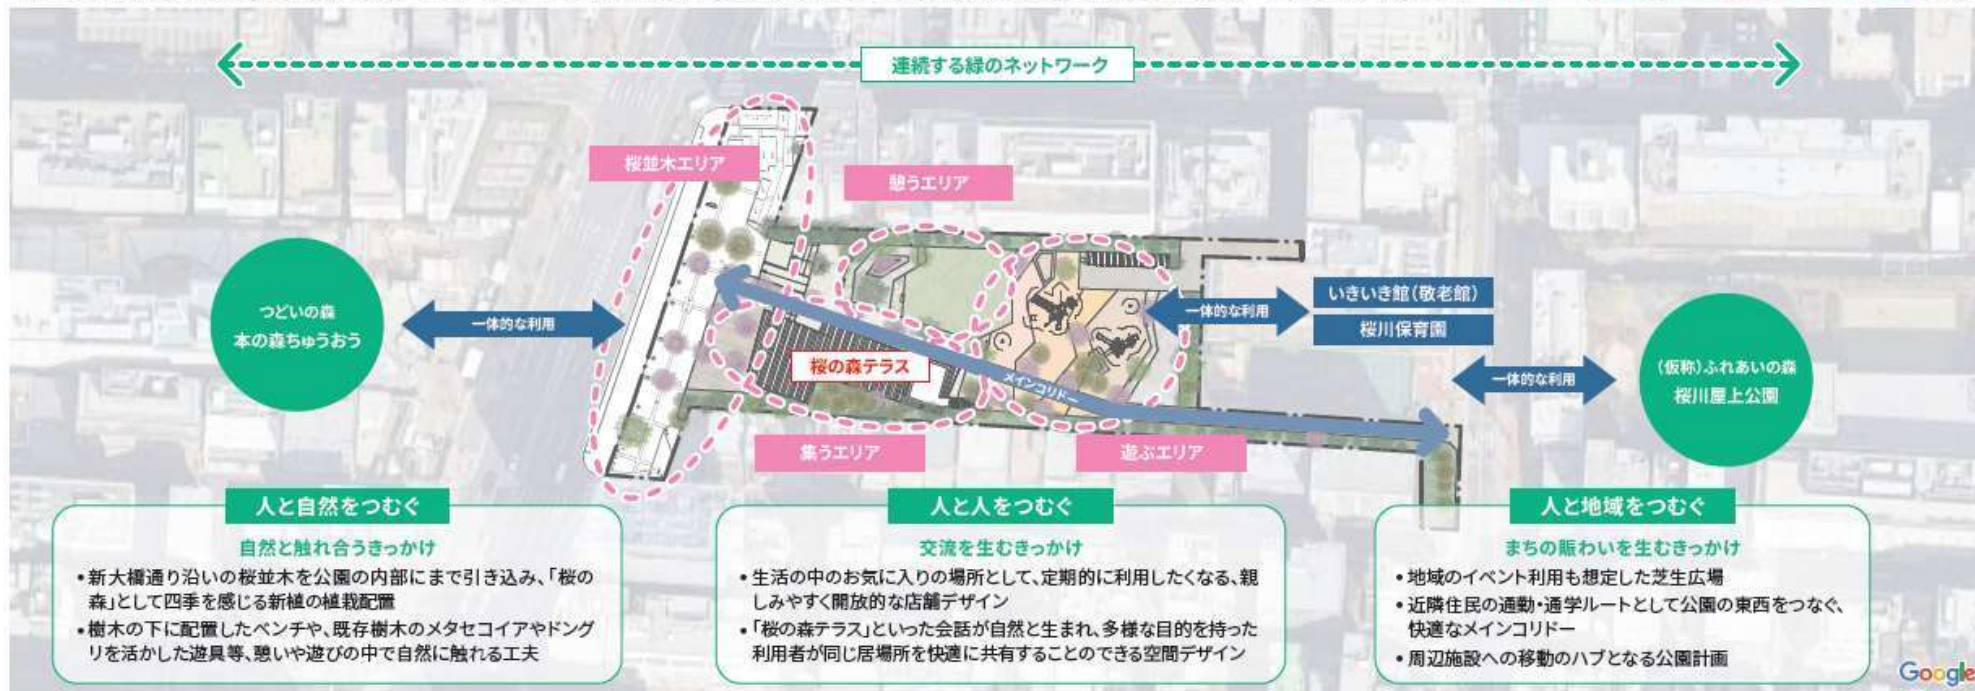 連続する緑のネットワーク
桜並木エリア
憩うエリア
つどいの森
本の森ちゅうおう
一体的な利用
桜の森テラス
メインコリドー
一体的な利用
いきいき館(敬老館)
桜川保育園
一体的な利用
(仮称)ふれあいの森
桜川屋上公園
集うエリア
遊ぶエリア
人と自然をつむぐ
自然と触れ合うきっかけ
•新大橋通り沿いの桜並木を公園の内部にまで引き込み、「桜の
森」として四季を感じる新植の植栽配置
•樹木の下に配置したベンチや、既存樹木のメタセコイアやドング
リを活かした遊具等、憩いや遊びの中で自然に触れる工夫
人と人をつむぐ
交流を生むきっかけ
•生活の中のお気に入りの場所として、定期的に利用したくなる、親
しみやすく開放的な店舗デザイン
•「桜の森テラス」といった会話が自然と生まれ、多様な目的を持った
利用者が同じ居場所を快適に共有することのできる空間デザイン
人と地域をつむぐ
まちの賑わいを生むきっかけ
•地域のイベント利用も想定した芝生広場
•近隣住民の通勤・通学ルートとして公園の東西をつなぐ、
快適なメインコリドー
•周辺施設への移動のハブとなる公園計画
Google